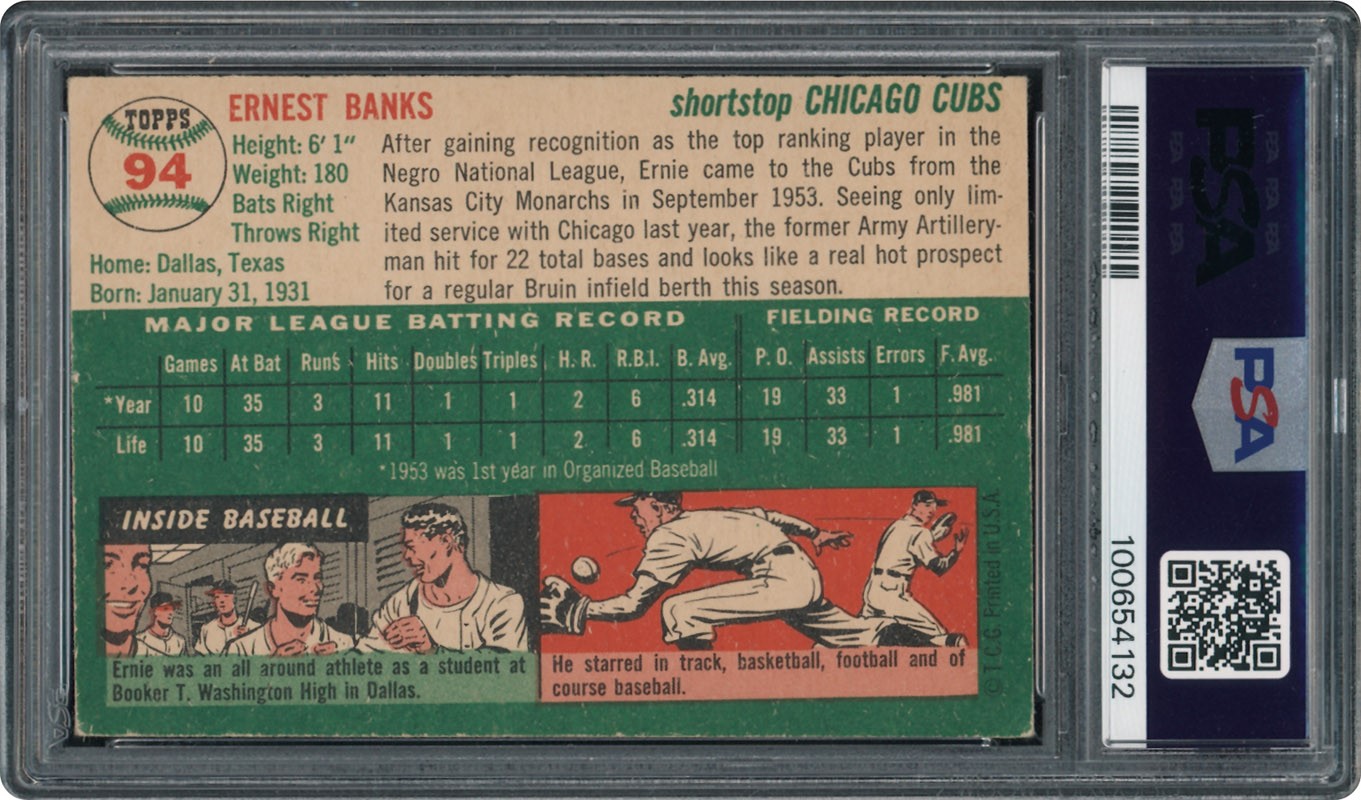 TOPPS
94
ERNEST BANKS
shortstop CHICAGO CUBS
Height: 6' 1"
Weight: 180
Bats Right
Throws Right
Home: Dallas, Texas
Born: January 31, 1931
After gaining recognition as the top ranking player in the
Negro National League, Ernie came to the Cubs from the
Kansas City Monarchs in September 1953. Seeing only lim-
ited service with Chicago last year, the former Army Artillery-
man hit for 22 total bases and looks like a real hot prospect
for a regular Bruin infield berth this season.
MAJOR LEAGUE BATTING RECORD FIELDING RECORD
Games At Bat Runs Hits Doubles Triples H. R. R.B.I. B. Avg. P. O. Assists Errors F. Avg.
*Year 10 35 3 11 1 1 2 6 .314 19 33 1 .981
Life 10 35 3 11 1 1 2 6 .314 19 33 1 .981
*1953 was 1st year in Organized Baseball
INSIDE BASEBALL
Ernie was an all around athlete as a student at
Booker T. Washington High in Dallas.
He starred in track, basketball, football and of
course baseball.
© T.C.G. Printed in U.S.A.
PSA
PSA
100654132